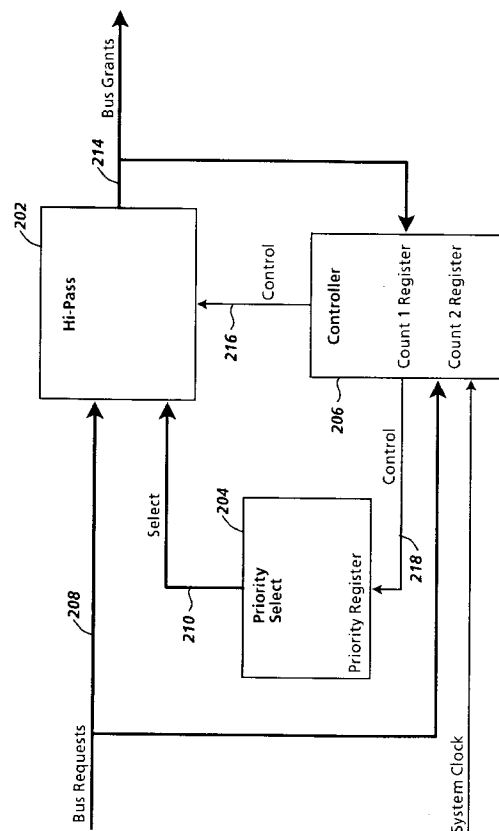 Bus Requests
208
Select
210
Priority
Select
204
Priority Register
218
Control
Hi-Pass
202
214
Bus Grants
216
Control
206
Controller
Count 1 Register
Count 2 Register
System Clock